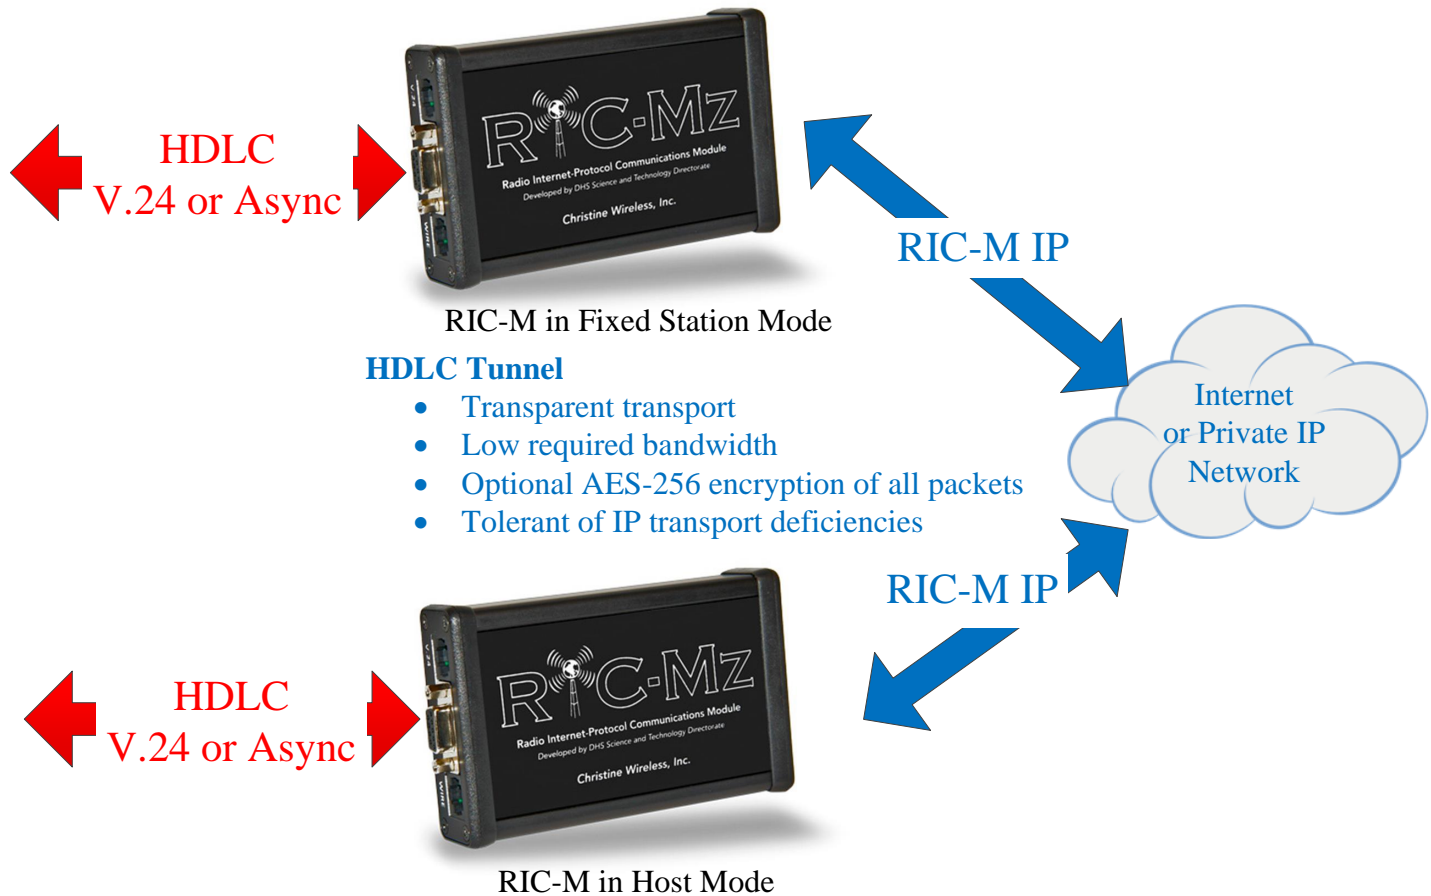 HDLC
V.24 or Async
V.24
RIC-Mz
Radio Internet-Protocol Communications Module
Developed by DHS Science and Technology Directorate
Christine Wireless, Inc.
WIRE
RIC-M IP
RIC-M in Fixed Station Mode
HDLC Tunnel
• Transparent transport
• Low required bandwidth
• Optional AES-256 encryption of all packets
• Tolerant of IP transport deficiencies
Internet
or Private IP
Network
RIC-M IP
HDLC
V.24 or Async
V.24
RIC-Mz
Radio Internet-Protocol Communications Module
Developed by DHS Science and Technology Directorate
Christine Wireless, Inc.
WIRE
RIC-M in Host Mode